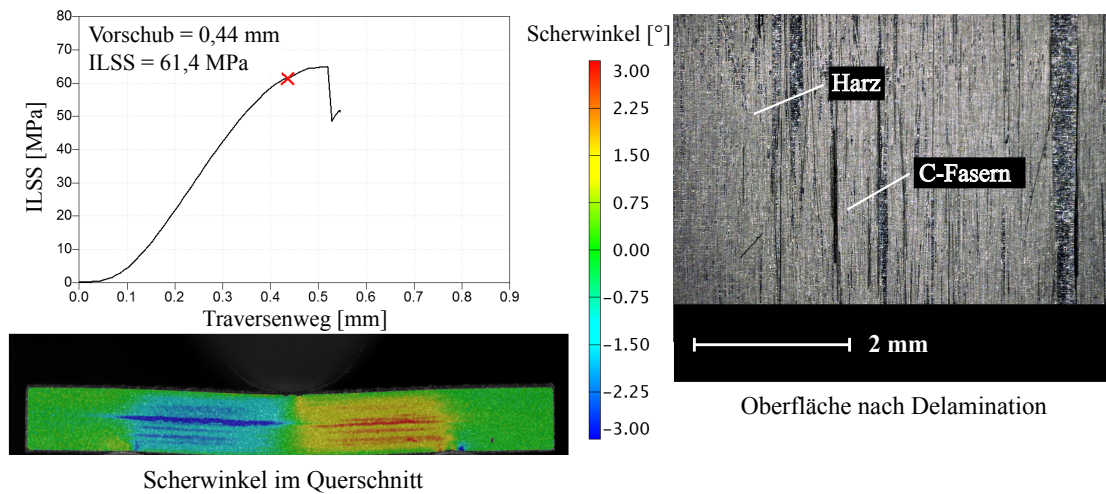 80
70
60
50
40
30
20
10
0
ILSS [MPa]
Vorschub = 0,44 mm
ILSS = 61,4 MPa
0.0 0.1 0.2 0.3 0.4 0.5 0.6 0.7 0.8 0.9
Traversenweg [mm]
Scherwinkel im Querschnitt
Scherwinkel [°]
3.00
2.25
1.50
0.75
0.00
-0.75
-1.50
-2.25
-3.00
Harz
C-Fasern
2 mm
Oberfläche nach Delamination